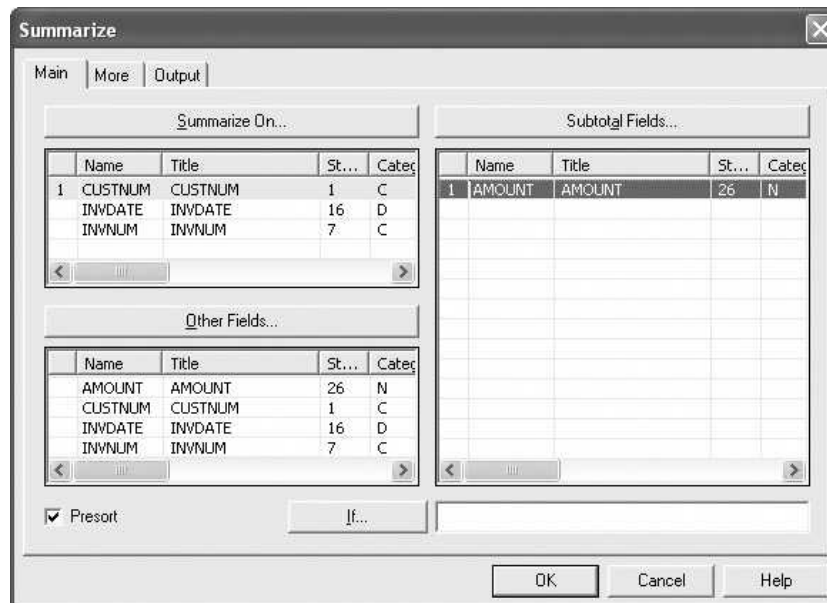 Summarize
Main More Output
Summarize On...
Name Title St... Categ
1 CUSTNUM CUSTNUM 1 C
INVDATE INVDATE 16 D
INVNUM INVNUM 7 C
Other Fields...
Name Title St... Categ
AMOUNT AMOUNT 26 N
CUSTNUM CUSTNUM 1 C
INVDATE INVDATE 16 D
INVNUM INVNUM 7 C
Subtotal Fields...
Name Title St... Categ
1 AMOUNT AMOUNT 26 N
Presort If...
OK Cancel Help